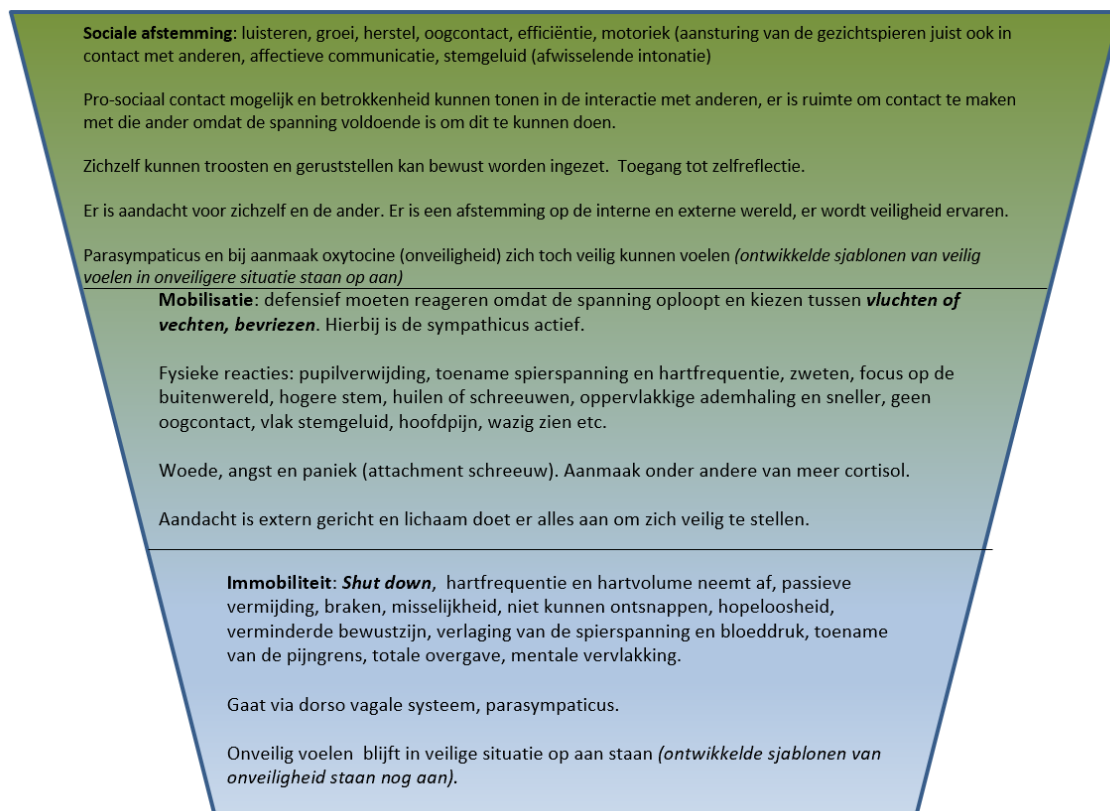 Sociale afstemming: luisteren, groei, herstel, oogcontact, efficiëntie, motoriek (aansturing van de gezichtspieren juist ook in
contact met anderen, affectieve communicatie, stemgeluid (afwisselende intonatie)
Pro-sociaal contact mogelijk en betrokkenheid kunnen tonen in de interactie met anderen, er is ruimte om contact te maken
met die ander omdat de spanning voldoende is om dit te kunnen doen.
Zichzelf kunnen troosten en geruststellen kan bewust worden ingezet.  Toegang tot zelfreflectie.
Er is aandacht voor zichzelf en de ander. Er is een afstemming op de interne en externe wereld, er wordt veiligheid ervaren.
Parasympaticus en bij aanmaak oxytocine (onveiligheid) zich toch veilig kunnen voelen (ontwikkelde sjablonen van veilig
voelen in onveiligere situatie staan op aan)
Mobilisatie: defensief moeten reageren omdat de spanning oploopt en kiezen tussen vluchten of
vechten, bevriezen. Hierbij is de sympathicus actief.
Fysieke reacties: pupilverwijding, toename spierspanning en hartfrequentie, zweten, focus op de
buitenwereld, hogere stem, huilen of schreeuwen, oppervlakkige ademhaling en sneller, geen
oogcontact, vlak stemgeluid, hoofdpijn, wazig zien etc.
Woede, angst en paniek (attachment schreeuw). Aanmaak onder andere van meer cortisol.
Aandacht is extern gericht en lichaam doet er alles aan om zich veilig te stellen.
Immobiliteit: Shut down,  hartfrequentie en hartvolume neemt af, passieve
vermijding, braken, misselijkheid, niet kunnen ontsnappen, hopeloosheid,
verminderde bewustzijn, verlaging van de spierspanning en bloeddruk, toename
van de pijngrens, totale overgave, mentale vervlakking.
Gaat via dorso vagale systeem, parasympaticus.
Onveilig voelen  blijft in veilige situatie op aan staan (ontwikkelde sjablonen van
onveiligheid staan nog aan).